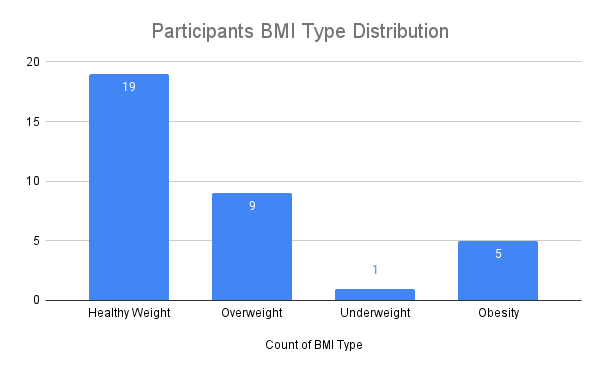 Participants BMI Type Distribution
20
15
10
5
0
19
9
1
5
Healthy Weight
Overweight
Underweight
Obesity
Count of BMI Type